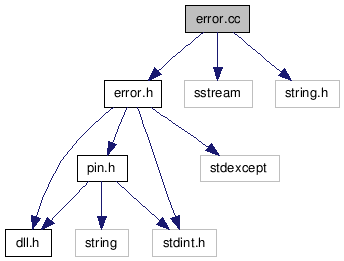 error.cc
error.h
sstream
string.h
pin.h
stdexcept
dll.h
string
stdint.h